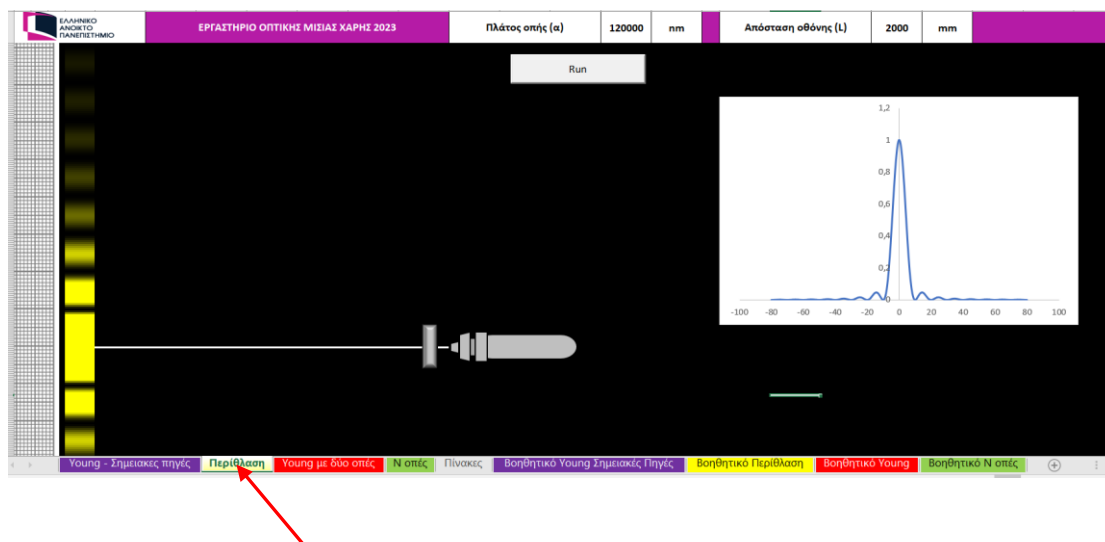 ΕΛΛΗΝΙΚΟ
ΑΝΟΙΚΤΟ
ΠΑΝΕΠΙΣΤΗΜΙΟ
ΕΡΓΑΣΤΗΡΙΟ ΟΠΤΙΚΗΣ ΜΙΣΙΑΣ ΧΑΡΗΣ 2023
Πλάτος οπής (α) 120000 nm
Απόσταση οθόνης (L) 2000 mm
Run
1,2
1
0,8
0,6
0,4
0,2
0
-100 -80 -60 -40 -20 0 20 40 60 80 100
Young - Σημειακες πηγές Περίθλαση Young με δύο οπές Ν οπές Πίνακες Βοηθητικό Young Σημειακές Πηγές Βοηθητικό Περίθλαση Βοηθητικό Young Βοηθητικό Ν οπές